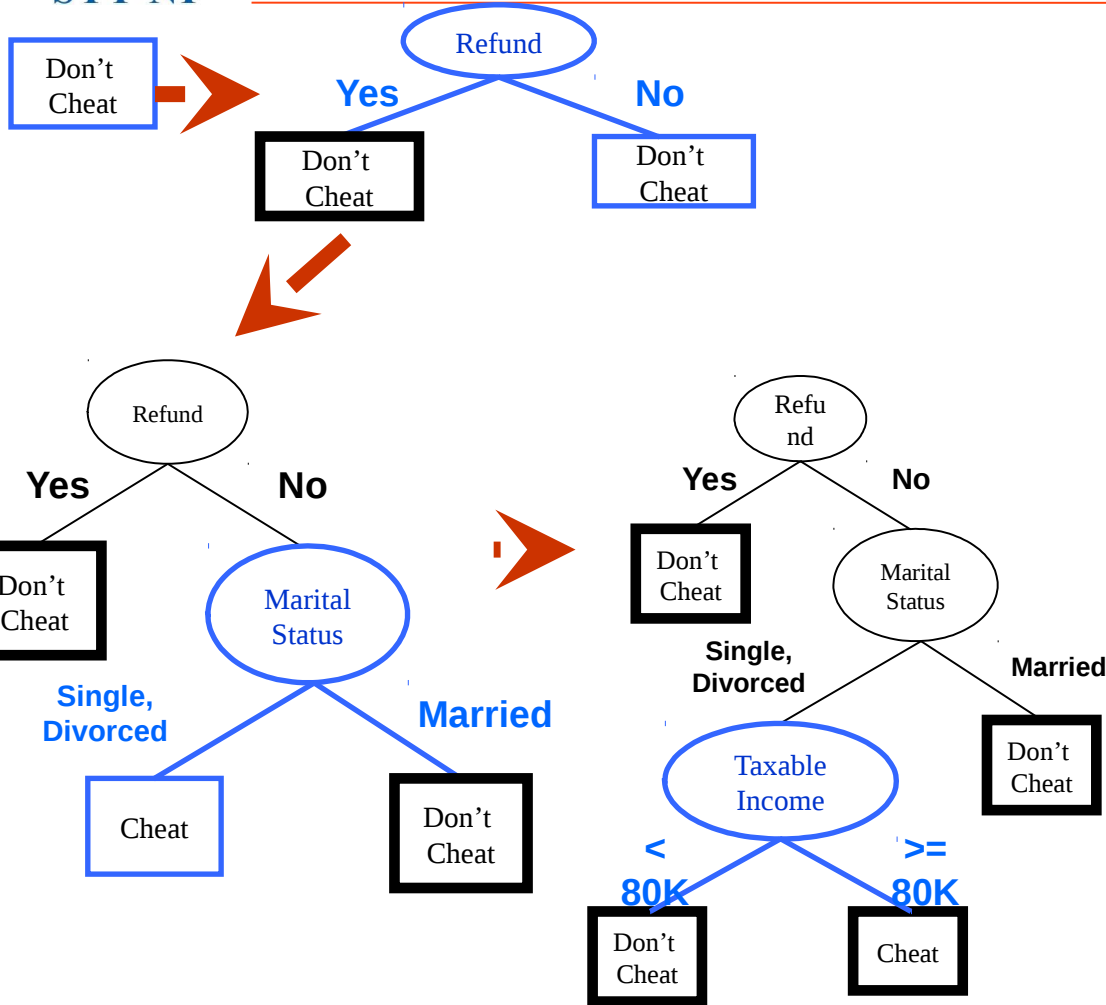 Don’t
Cheat
Refund
Yes
No
Don’t
Cheat
Don’t
Cheat
Refund
Yes
No
Don’t
Cheat
Marital
Status
Single,
Divorced
Married
Cheat
Don’t
Cheat
Refu
nd
Yes
No
Don’t
Cheat
Marital
Status
Single,
Divorced
Married
Taxable
Income
Don’t
Cheat
<
80K
>=
80K
Don’t
Cheat
Cheat